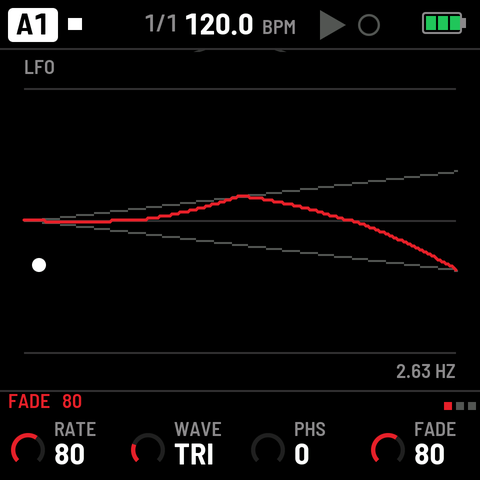 A1 1/1 120.0 BPM
LFO
2.63 HZ
FADE 80
RATE WAVE PHS FADE
80 TRI 0 80